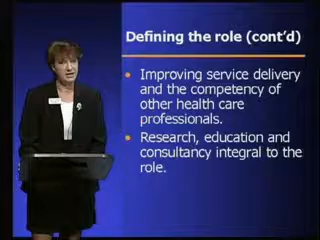 Defining the role (cont'd)
• Improving service delivery
and the competency of
other health care
professionals.
• Research, education and
consultancy integral to the
role.